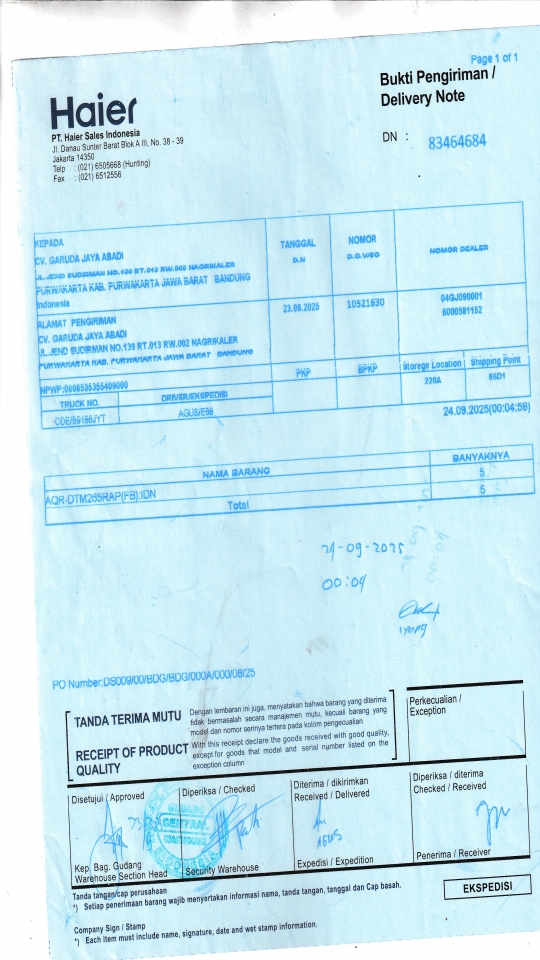 Page 1 of 1
Haier
Bukti Pengiriman /
Delivery Note
PT. Haier Sales Indonesia
Jl. Danau Sunter Barat Blok A III, No. 38 - 39
Jakarta 14350
Telp : (021) 6505668 (Hunting)
Fax : (021) 6512556
DN : 83464684
KEPADA
CV. GARUDA JAYA ABADI
JL.JEND SUDIRMAN NO.139 RT.013 RW.002 NAGRIKALER
PURWAKARTA KAB. PURWAKARTA JAWA BARAT BANDUNG
Indonesia
TANGGAL
D.N
NOMOR
D.O./
NOMOR DEALER
ALAMAT PENGIRIMAN
CV. GARUDA JAYA ABADI
JL.JEND SUDIRMAN NO.139 RT.013 RW.002 NAGRIKALER
PURWAKARTA KAB. PURWAKARTA JAWA BARAT BANDUNG
23.08.2025
10521630
04GJ090001
6000581152
NPWP:0808535355409000
PKP
BPKP
Storege Location
Shipping Point
220A
65D1
TRUCK NO.
DRIVER/EKSPEDISI
CDE/B9186JYT
AGUS/E86
24.09.2025(00:04:58)
NAMA BARANG
BANYAKNYA
AQR-DTM265RAP(FB):IDN
5
Total
5
24-09-2025
00:04
iyang
PO Number:DS009/00/BDG/BDG/000A/000/08/25
TANDA TERIMA MUTU
Dengan lembaran ini juga, menyatakan bahwa barang yang diterima
tidak bermasalah secara manajemen mutu, kecuali barang yang
model dan nomor serinya tertera pada kolom pengecualian
RECEIPT OF PRODUCT
QUALITY
With this receipt declare the goods received with good quality,
except for goods that model and serial number listed on the
exception column
Perkecualian /
Exception
Disetujui / Approved
Diperiksa / Checked
Diterima / dikirimkan
Received / Delivered
Diperiksa / diterima
Checked / Received
GUDANG
CENTRAL
WAREHOUSE
AGUS
Kep. Bag. Gudang
Warehouse Section Head
Security Warehouse
Expedisi / Expedition
Penerima / Receiver
Tanda tangan/cap perusahaan
*) Setiap penerimaan barang wajib menyertakan informasi nama, tanda tangan, tanggal dan Cap basah.
EKSPEDISI
Company Sign / Stamp
*) Each item must include name, signature, date and wet stamp information.